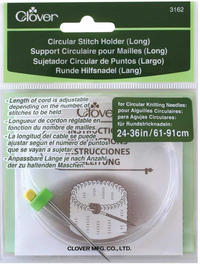 3162
Clover
Circular Stitch Holder (Long)
Support Circulaire pour Mailles (Long)
Sujetador Circular de Puntos (Largo)
Runde Hilfsnadel (Lang)
• Length of cord is adjustable
depending on the number of
stitches to be held.
• Longueur de cordon réglable en
fonction du nombre de mailles.
• La longitud del cable se puede
ajustar según el número de puntos
que se vayan a sujetar.
• Anpassbare Länge je nach Anzahl
der zu haltenden Maschen.
for Circular Knitting Needles:
pour Aiguilles Circulaires:
para Agujas Circulares:
für Rundstricknadeln:
24-36in/61-91cm
Clover
INSTRUCTIONS
INSTRUCCIONES
CLOVER MFG. CO., LTD.